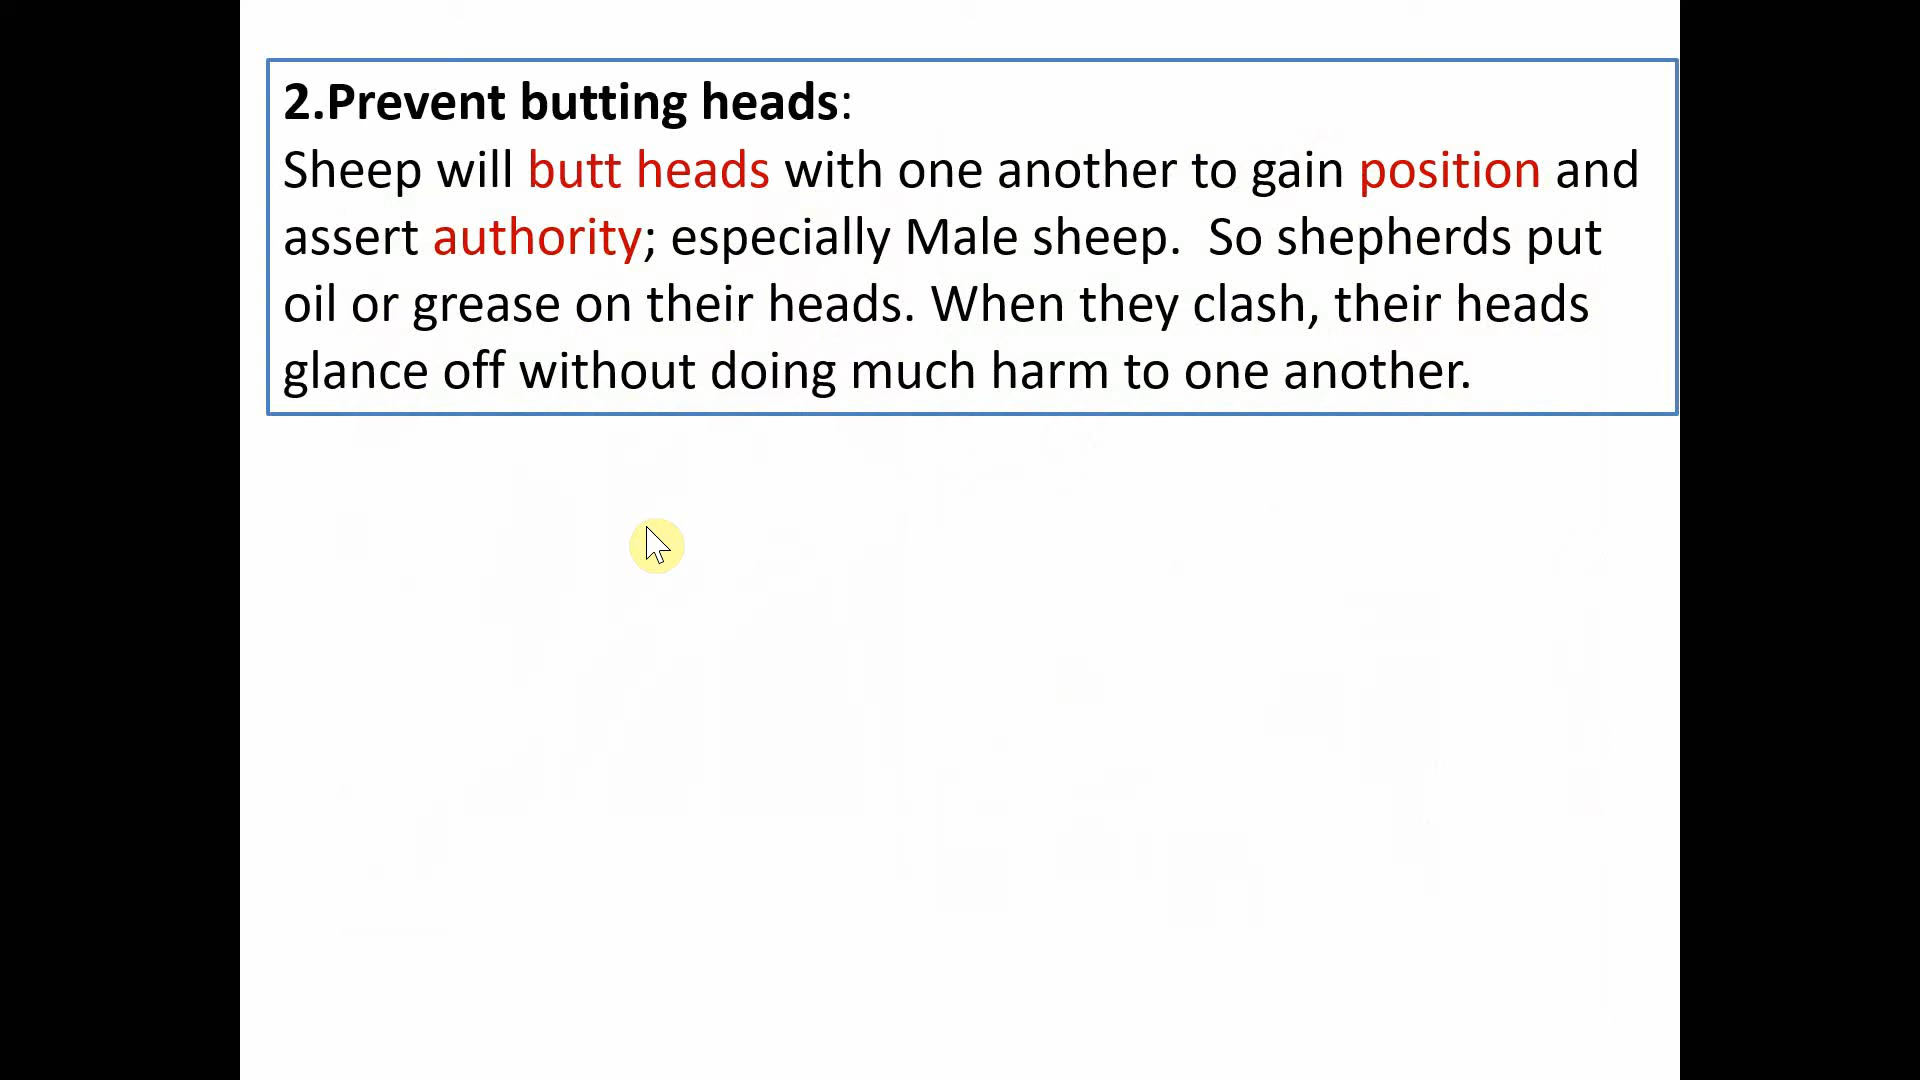 2.Prevent butting heads:
Sheep will butt heads with one another to gain position and
assert authority; especially Male sheep.  So shepherds put
oil or grease on their heads. When they clash, their heads
glance off without doing much harm to one another.